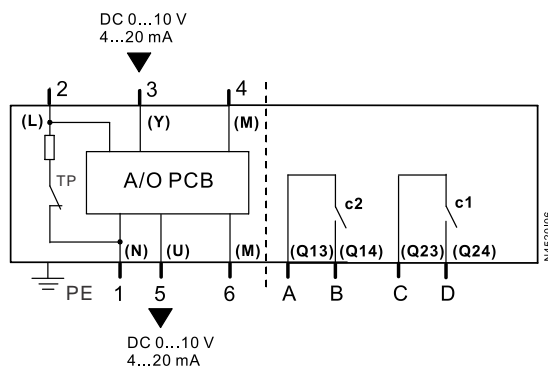 DC 0...10 V
4...20 mA
2 3 4
(L) (Y) (M)
TP
A/O PCB
c2 c1
(N) (U) (M) (Q13) (Q14) (Q23) (Q24)
PE 1 5 6 A B C D
DC 0...10 V
4...20 mA